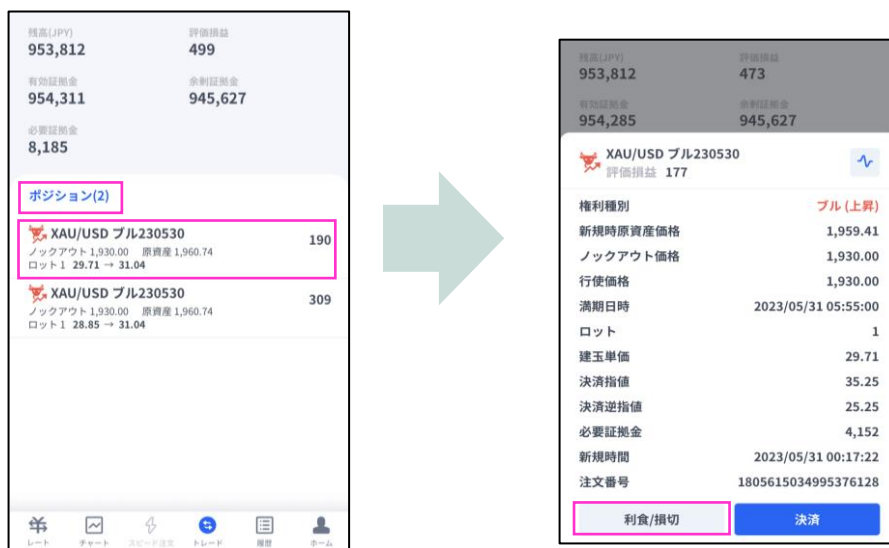 残高(JPY) 評価損益
953,812 499
有効証拠金 余剰証拠金
954,311 945,627
必要証拠金
8,185
ポジション(2)
XAU/USD ブル230530 190
ノックアウト 1,930.00 原資産 1,960.74
ロット 1 29.71 → 31.04
XAU/USD ブル230530 309
ノックアウト 1,930.00 原資産 1,960.74
ロット 1 28.85 → 31.04
レート チャート スピード注文 トレード 履歴 ホーム
残高(JPY) 評価損益
953,812 473
有効証拠金 余剰証拠金
954,285 945,627
XAU/USD ブル230530
評価損益 177
権利種別 ブル (上昇)
新規時原資産価格 1,959.41
ノックアウト価格 1,930.00
行使価格 1,930.00
満期日時 2023/05/31 05:55:00
ロット 1
建玉単価 29.71
決済指値 35.25
決済逆指値 25.25
必要証拠金 4,152
新規時間 2023/05/31 00:17:22
注文番号 1805615034995376128
利食/損切 決済